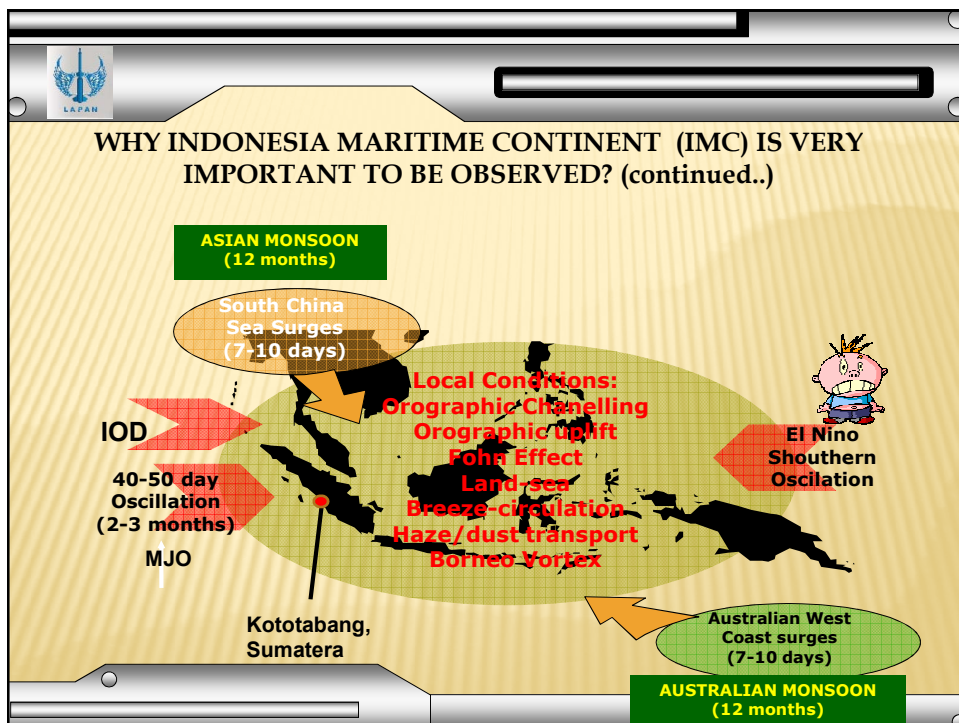 LAPAN
WHY INDONESIA MARITIME CONTINENT (IMC) IS VERY
IMPORTANT TO BE OBSERVED? (continued..)
ASIAN MONSOON
(12 months)
South China
Sea Surges
(7-10 days)
Local Conditions:
Orographic Chanelling
Orographic uplift
Fohn Effect
Land-sea
Breeze-circulation
Haze/dust transport
Borneo Vortex
IOD
40-50 day
Oscillation
(2-3 months)
MJO
El Nino
Shouthern
Oscilation
Kototabang,
Sumatera
Australian West
Coast surges
(7-10 days)
AUSTRALIAN MONSOON
(12 months)